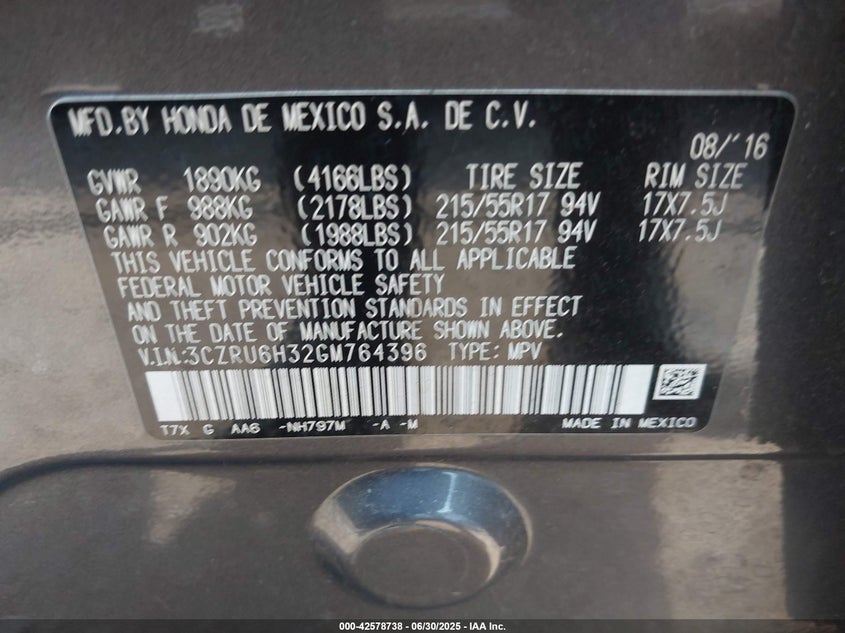 MFD.BY HONDA DE MEXICO S.A. DE C.V.
08/'16
GVWR 1890KG (4166LBS) TIRE SIZE RIM SIZE
GAWR F 988KG (2178LBS) 215/55R17 94V 17X7.5J
GAWR R 902KG (1988LBS) 215/55R17 94V 17X7.5J
THIS VEHICLE CONFORMS TO ALL APPLICABLE
FEDERAL MOTOR VEHICLE SAFETY
AND THEFT PREVENTION STANDARDS IN EFFECT
ON THE DATE OF MANUFACTURE SHOWN ABOVE.
V.I.N:3CZRU6H32GM764396 TYPE: MPV
T7X G AA6 -NH797M -A -M MADE IN MEXICO
000-42578738 - 06/30/2025 - IAA Inc.